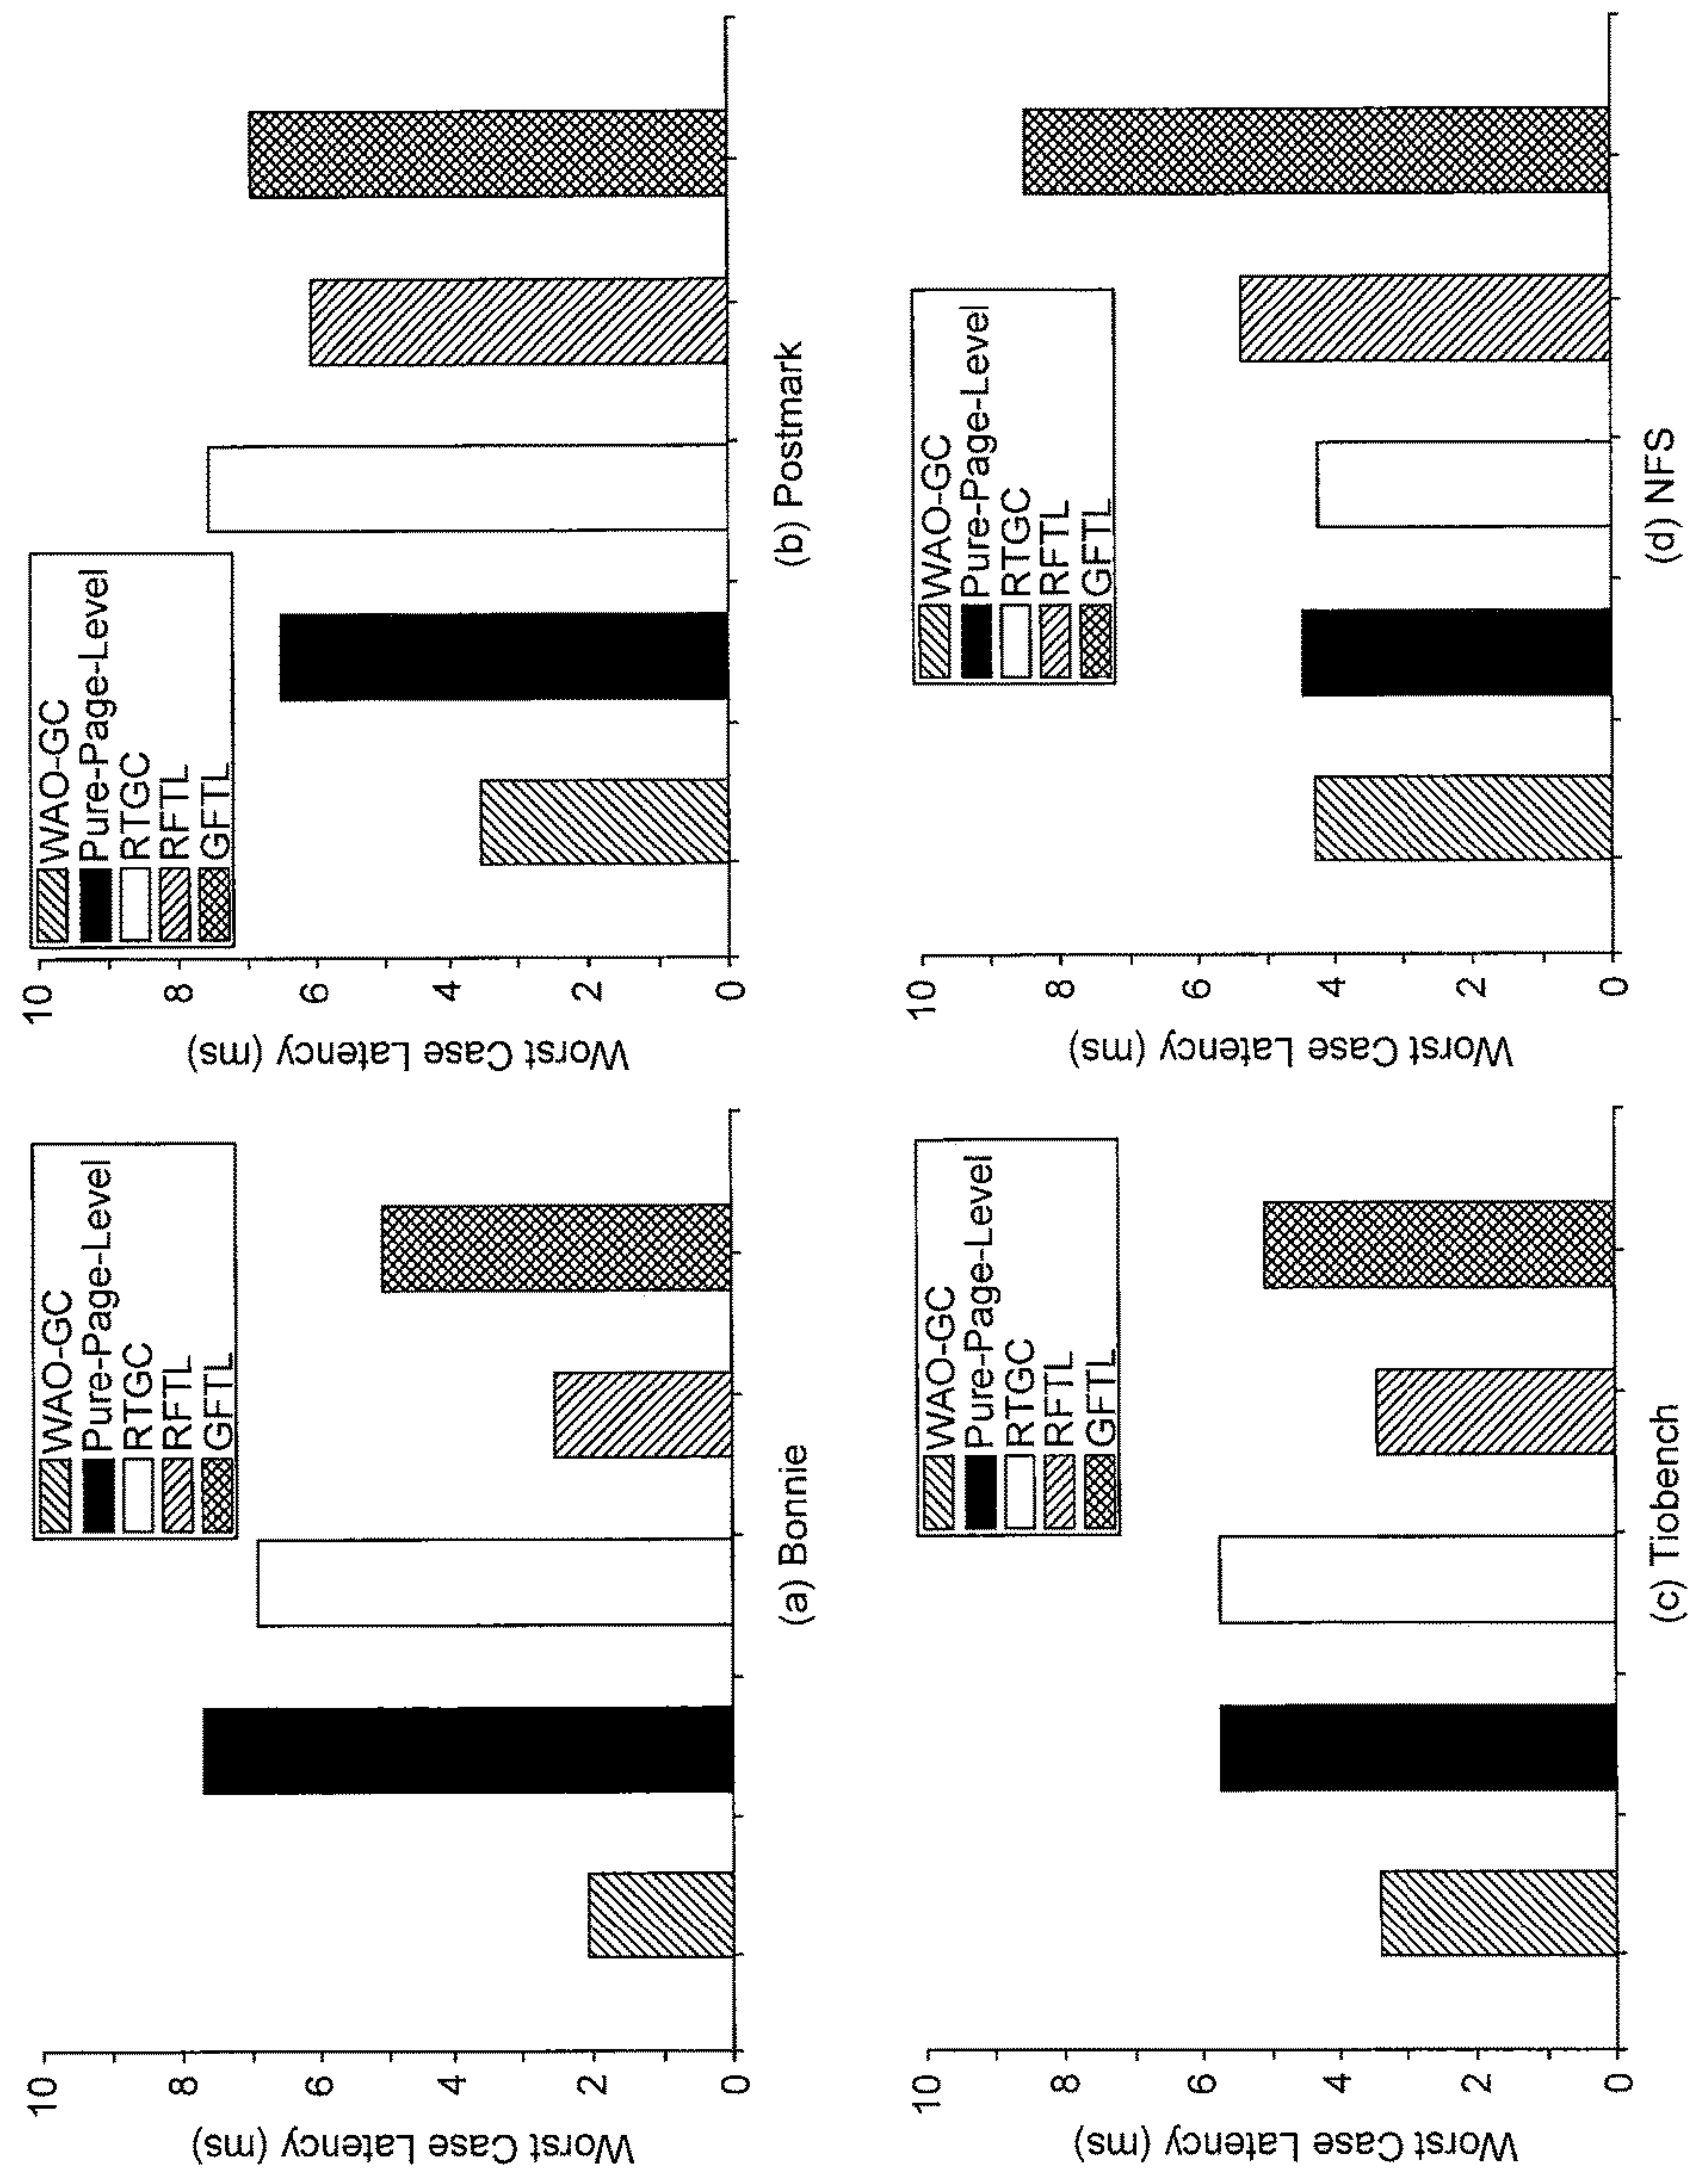 10
8
6
4
2
0
Worst Case Latency (ms)
WAO-GC
Pure-Page-Level
RTGC
RFTL
GFTL
(a) Bonnie
10
8
6
4
2
0
Worst Case Latency (ms)
WAO-GC
Pure-Page-Level
RTGC
RFTL
GFTL
(b) Postmark
10
8
6
4
2
0
Worst Case Latency (ms)
WAO-GC
Pure-Page-Level
RTGC
RFTL
GFTL
(c) Tiobench
10
8
6
4
2
0
Worst Case Latency (ms)
WAO-GC
Pure-Page-Level
RTGC
RFTL
GFTL
(d) NFS